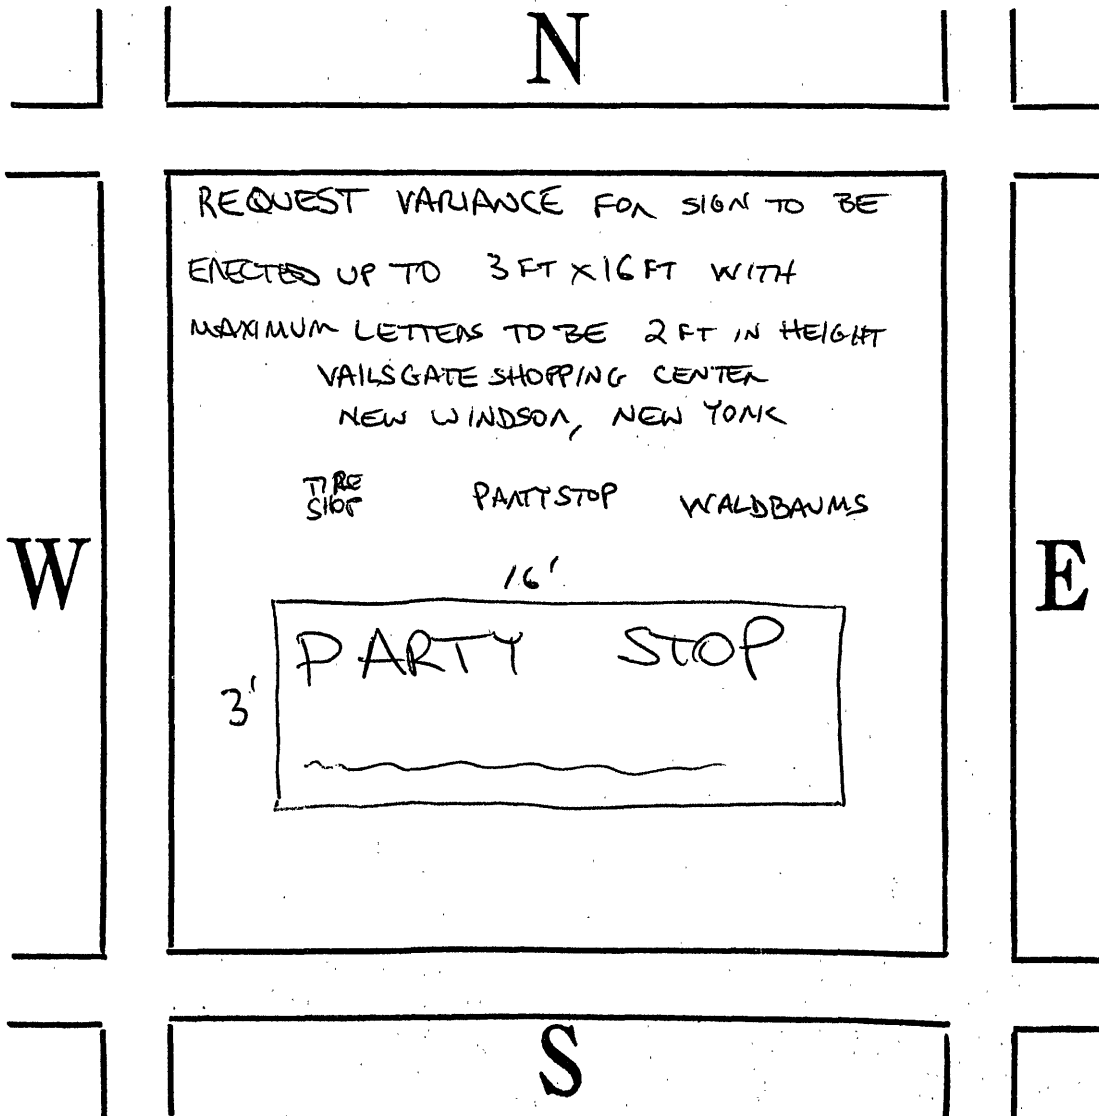 N
REQUEST VARIANCE FOR SIGN TO BE
ERECTED UP TO 3 FT X 16 FT WITH
MAXIMUM LETTERS TO BE 2 FT IN HEIGHT
VAILSGATE SHOPPING CENTER
NEW WINDSOR, NEW YORK
TIRE
SHOP
PARTY STOP
WALDBAUMS
W
E
16'
PARTY STOP
3'
S